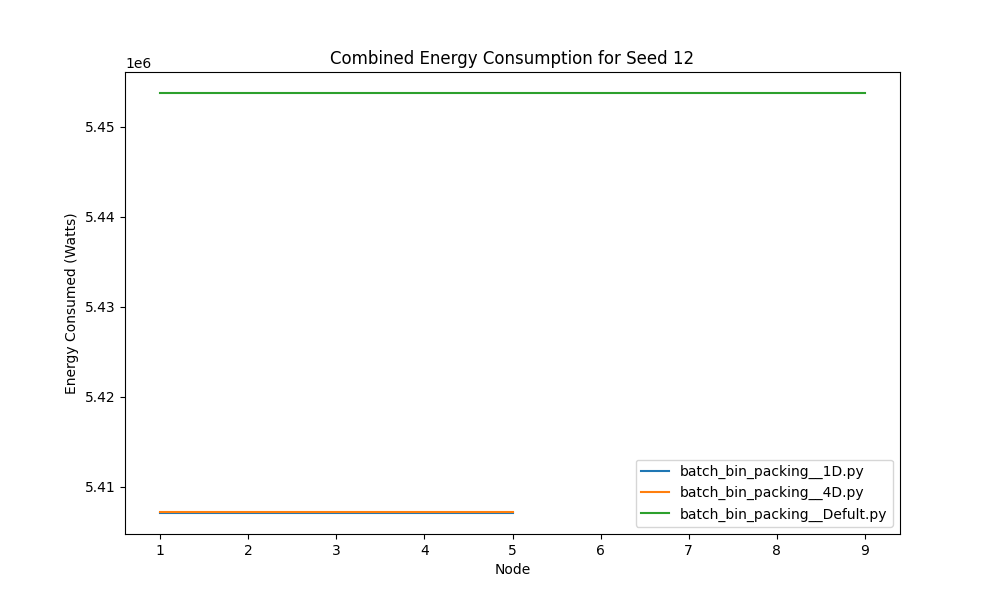 Combined Energy Consumption for Seed 12
1e6
5.45
5.44
5.43
5.42
5.41
Energy Consumed (Watts)
batch_bin_packing__1D.py
batch_bin_packing__4D.py
batch_bin_packing__Defult.py
1 2 3 4 5 6 7 8 9
Node